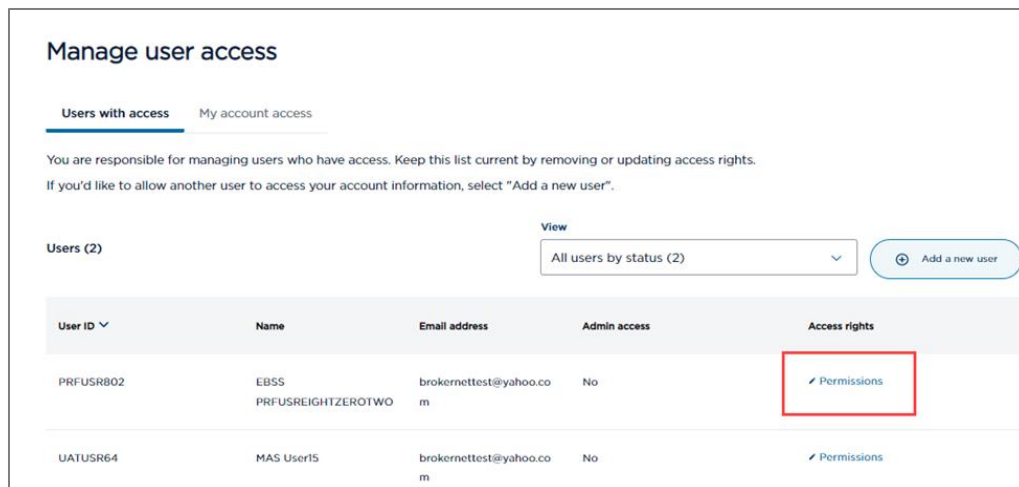 Manage user access
Users with access My account access
You are responsible for managing users who have access. Keep this list current by removing or updating access rights.
If you'd like to allow another user to access your account information, select "Add a new user".
View
Users (2) All users by status (2) Add a new user
User ID Name Email address Admin access Access rights
PRFUSR802 EBSS brokernettest@yahoo.co No Permissions
PRFUSREIGHTZEROTWO m
UATUSR64 MAS User15 brokernettest@yahoo.co No Permissions
m